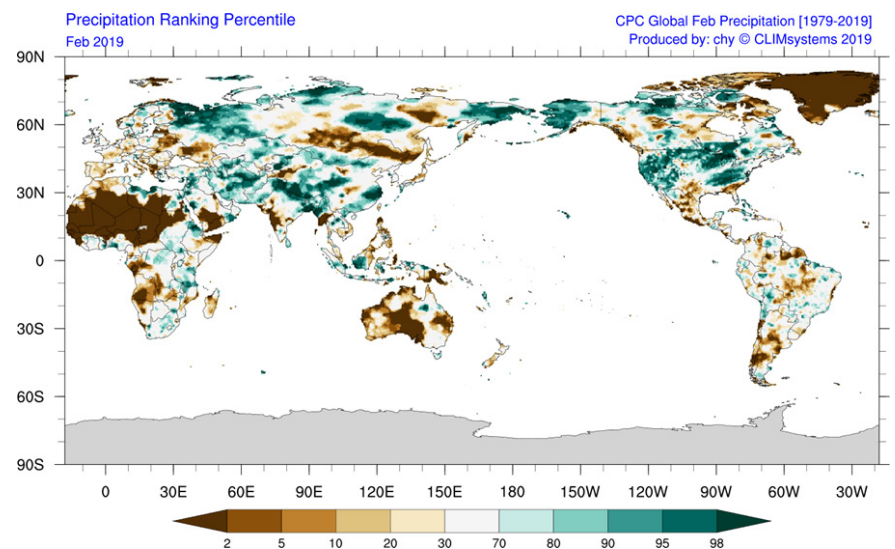 Precipitation Ranking Percentile
CPC Global Feb Precipitation [1979-2019]
Feb 2019
Produced by: chy © CLIMsystems 2019
90N
60N
30N
0
30S
60S
90S
0 30E 60E 90E 120E 150E 180 150W 120W 90W 60W 30W
2 5 10 20 30 70 80 90 95 98